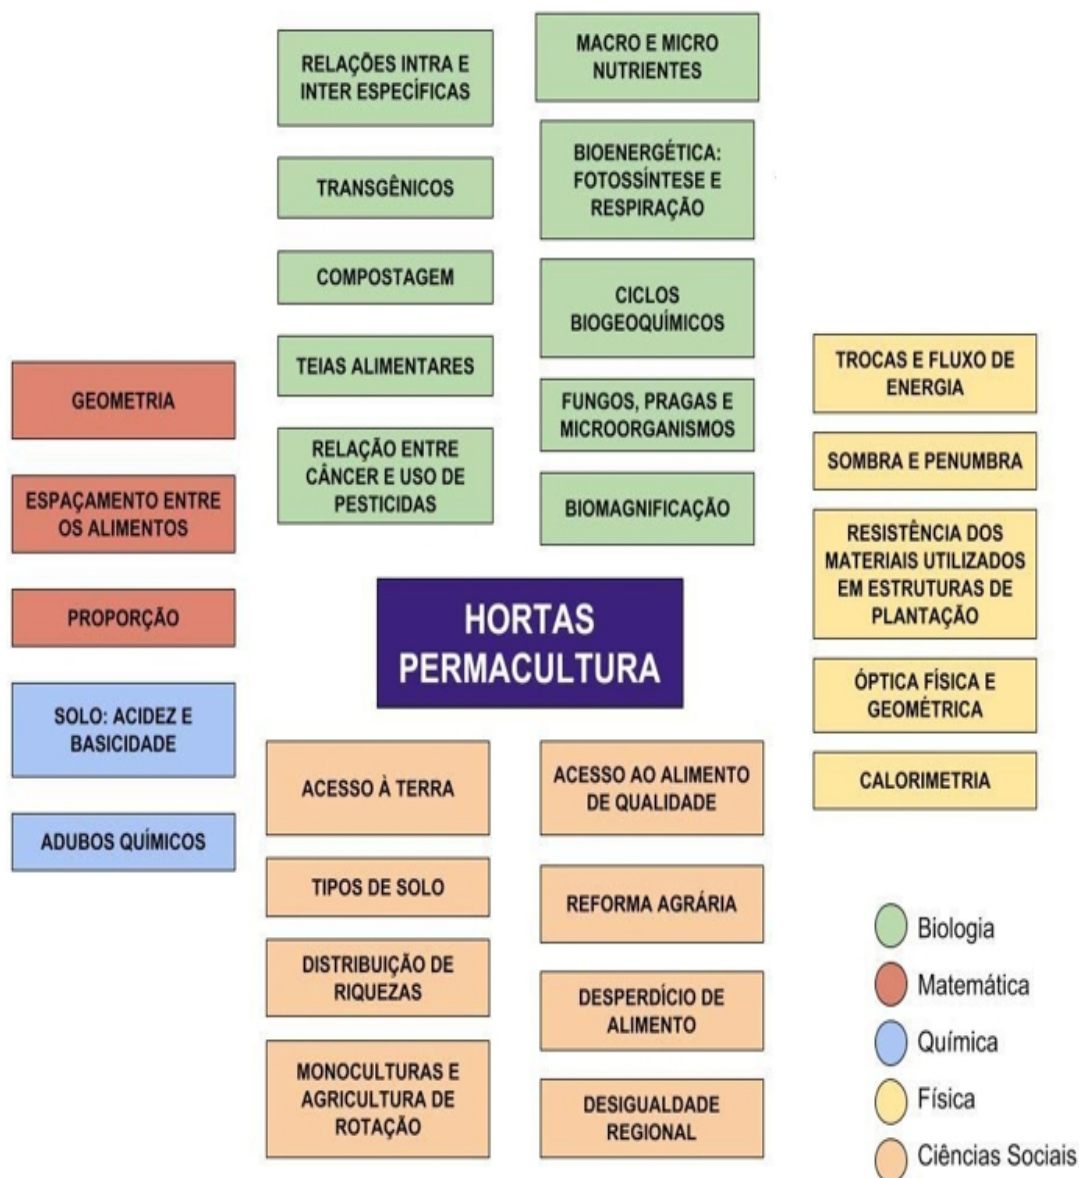 RELAÇÕES INTRA E
INTER ESPECÍFICAS
TRANSGÊNICOS
COMPOSTAGEM
TEIAS ALIMENTARES
RELAÇÃO ENTRE
CÂNCER E USO DE
PESTICIDAS
MACRO E MICRO
NUTRIENTES
BIOENERGÉTICA:
FOTOSSÍNTESE E
RESPIRAÇÃO
CICLOS
BIOGEOQUÍMICOS
FUNGOS, PRAGAS E
MICROORGANISMOS
BIOMAGNIFICAÇÃO
GEOMETRIA
ESPAÇAMENTO ENTRE
OS ALIMENTOS
PROPORÇÃO
SOLO: ACIDEZ E
BASICIDADE
ADUBOS QUÍMICOS
HORTAS
PERMACULTURA
TROCAS E FLUXO DE
ENERGIA
SOMBRA E PENUMBRA
RESISTÊNCIA DOS
MATERIAIS UTILIZADOS
EM ESTRUTURAS DE
PLANTAÇÃO
ÓPTICA FÍSICA E
GEOMÉTRICA
CALORIMETRIA
ACESSO À TERRA
TIPOS DE SOLO
DISTRIBUIÇÃO DE
RIQUEZAS
MONOCULTURAS E
AGRICULTURA DE
ROTAÇÃO
ACESSO AO ALIMENTO
DE QUALIDADE
REFORMA AGRÁRIA
DESPERDÍCIO DE
ALIMENTO
DESIGUALDADE
REGIONAL
Biologia
Matemática
Química
Física
Ciências Sociais